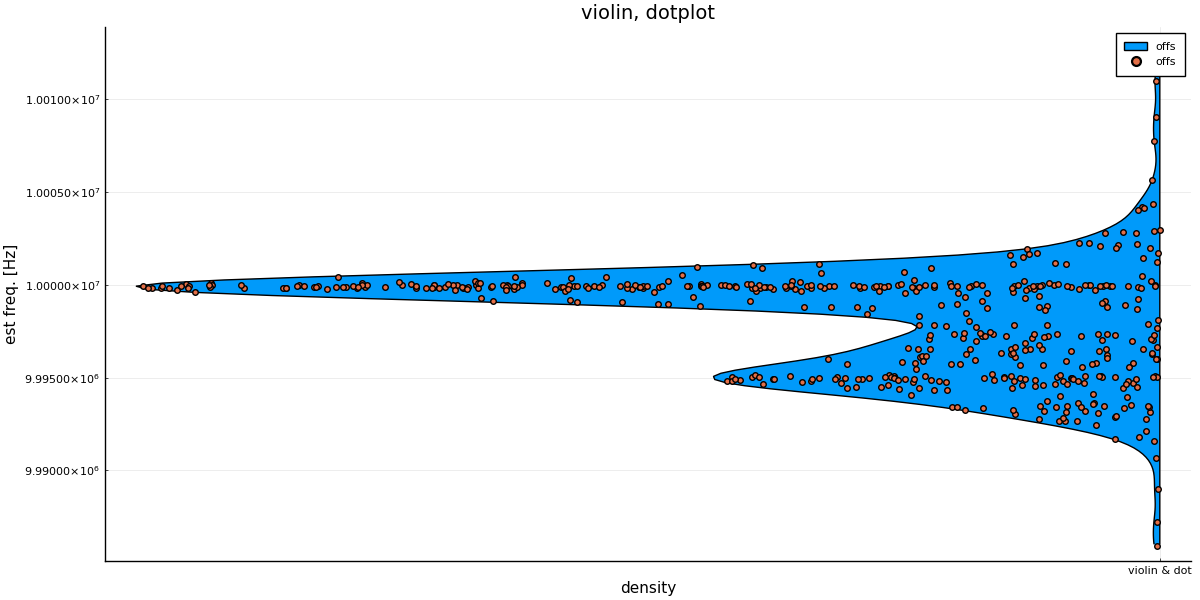 violin, dotplot
offs
offs
1.00100×10⁷
1.00050×10⁷
1.00000×10⁷
9.99500×10⁶
9.99000×10⁶
est freq. [Hz]
violin & dot
density